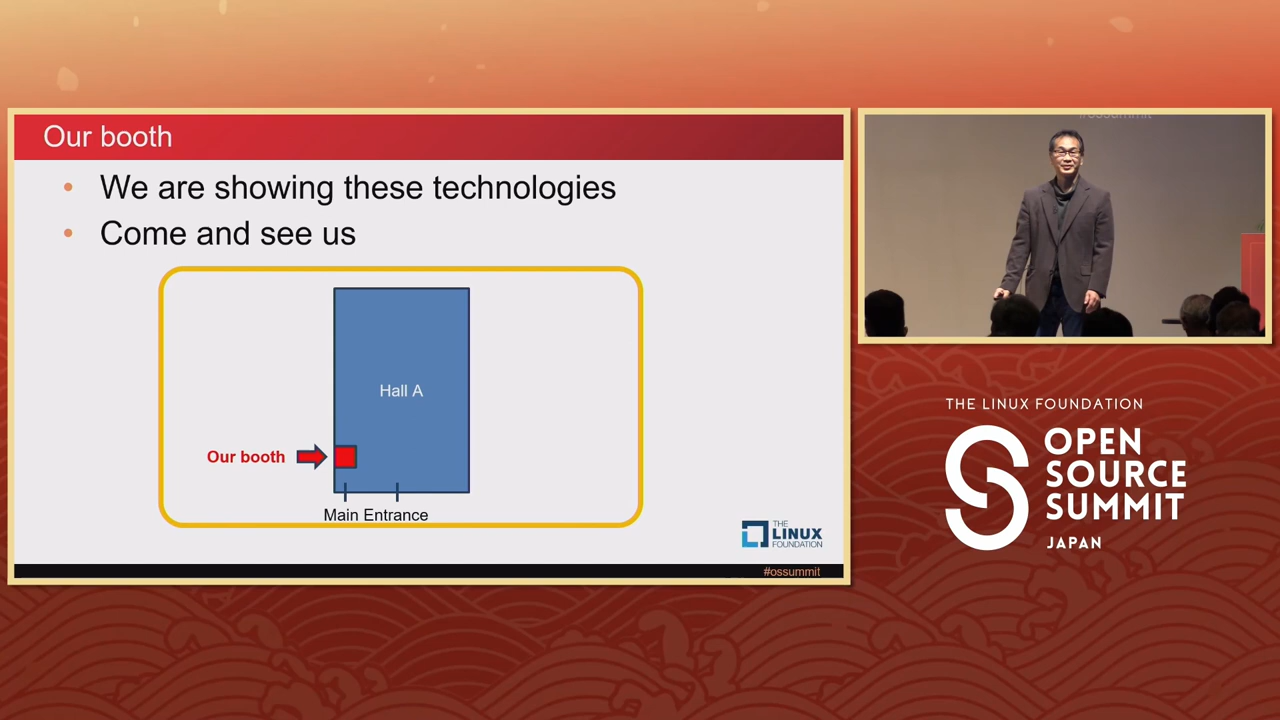 Our booth
• We are showing these technologies
• Come and see us
Hall A
Our booth
Main Entrance
THE
LINUX
FOUNDATION
#ossummit
#ossummit
THE LINUX FOUNDATION
OPEN
SOURCE
SUMMIT
JAPAN